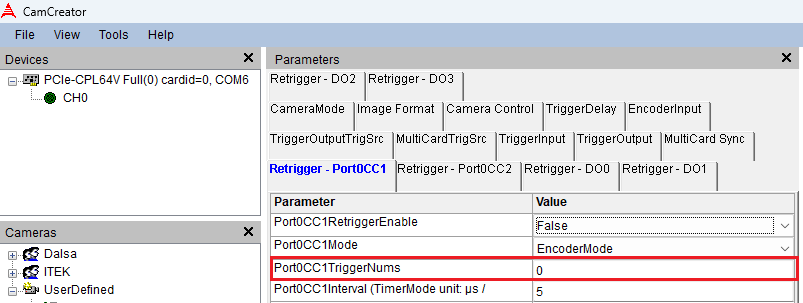 CamCreator
File View Tools Help
Devices
PCIe-CPL64V Full(0) cardid=0, COM6
CH0
Cameras
Dalsa
ITEK
UserDefined
Parameters
Retrigger - DO2 Retrigger - DO3
CameraMode Image Format Camera Control TriggerDelay EncoderInput
TriggerOutputTrigSrc MultiCardTrigSrc TriggerInput TriggerOutput MultiCard Sync
Retrigger - Port0CC1 Retrigger - Port0CC2 Retrigger - DO0 Retrigger - DO1
Parameter Value
Port0CC1RetriggerEnable False
Port0CC1Mode EncoderMode
Port0CC1TriggerNums 0
Port0CC1Interval (TimerMode unit: μs / 5